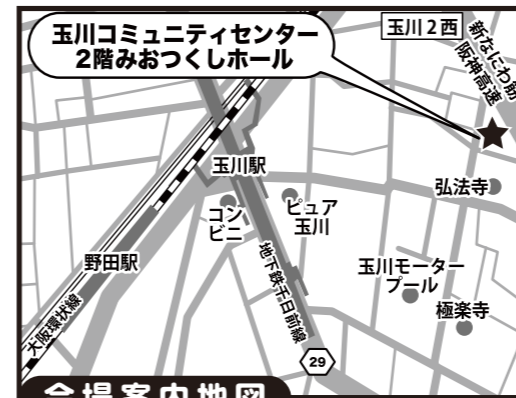 玉川コミュニティセンター
2階みおつくしホール
玉川2西
新なにわ筋
阪神高速
玉川駅
弘法寺
コン
ビニ
ピュア
玉川
野田駅
地下鉄千日前線
玉川モーター
プール
大阪環状線
極楽寺
29
会場案内地図